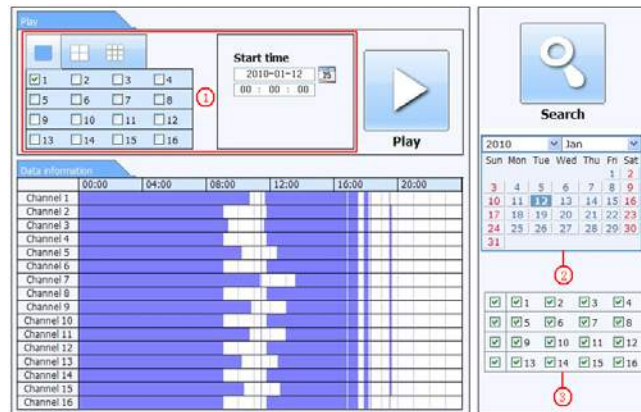 Play
Start time
2010-01-12
00 : 00 : 00
Play
1 2 3 4
5 6 7 8
9 10 11 12
13 14 15 16
1
Data information
00:00 04:00 08:00 12:00 16:00 20:00
Channel 1
Channel 2
Channel 3
Channel 4
Channel 5
Channel 6
Channel 7
Channel 8
Channel 9
Channel 10
Channel 11
Channel 12
Channel 13
Channel 14
Channel 15
Channel 16
Search
2010 Jan
Sun Mon Tue Wed Thu Fri Sat
1 2
3 4 5 6 7 8 9
10 11 12 13 14 15 16
17 18 19 20 21 22 23
24 25 26 27 28 29 30
31
2
1 2 3 4
5 6 7 8
9 10 11 12
13 14 15 16
3